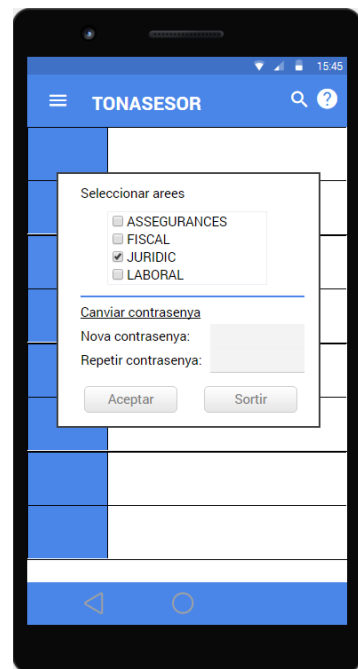 15:45
TONASESOR
?
Seleccionar arees
ASSEGURANCES
FISCAL
JURIDIC
LABORAL
Canviar contrasenya
Nova contrasenya:
Repetir contrasenya:
Aceptar Sortir